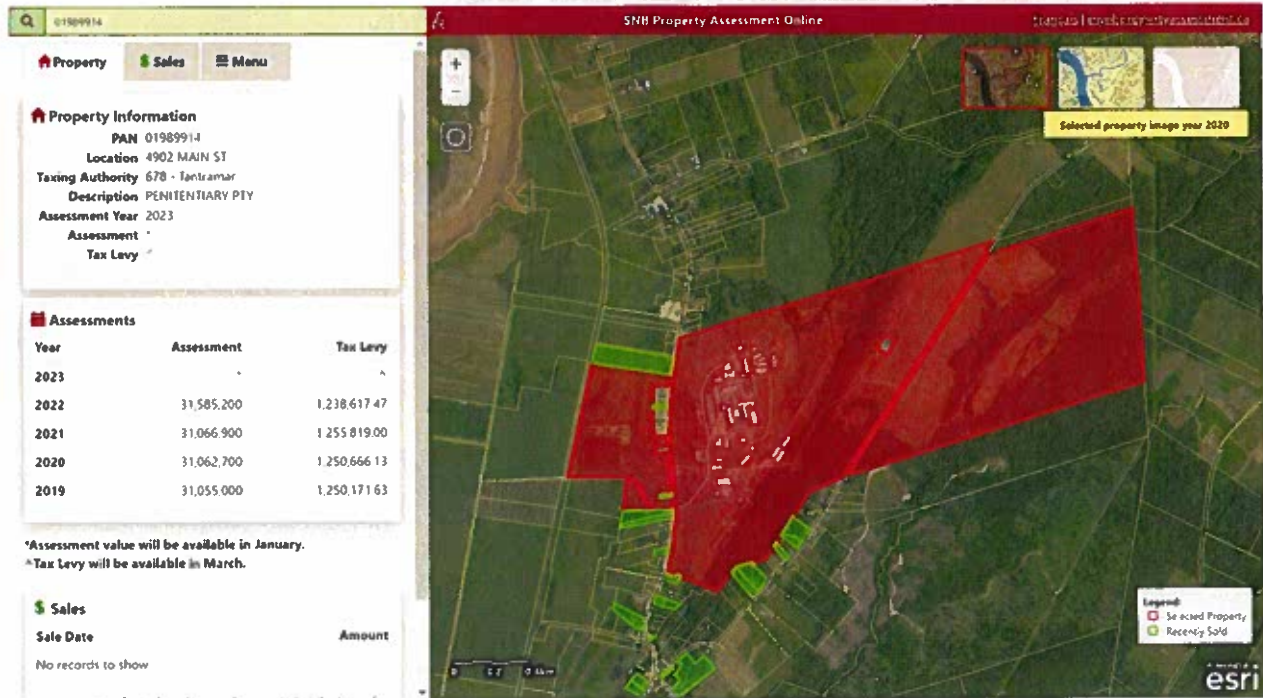 01989914
SNB Property Assessment Online
Property
$ Sales
Menu
Property Information
PAN 01989914
Location 4902 MAIN ST
Taxing Authority 678 - Tantramar
Description PENITENTIARY PTY
Assessment Year 2023
Assessment *
Tax Levy ^
Selected property image year 2020
Assessments
Year Assessment Tax Levy
2023 * ^
2022 31,585,200 1,238,617.47
2021 31,066,900 1,255,819.00
2020 31,062,700 1,250,666.13
2019 31,055,000 1,250,171.63
*Assessment value will be available in January.
^Tax Levy will be available in March.
$ Sales
Sale Date Amount
No records to show
Legend:
Selected Property
Recently Sold
esri